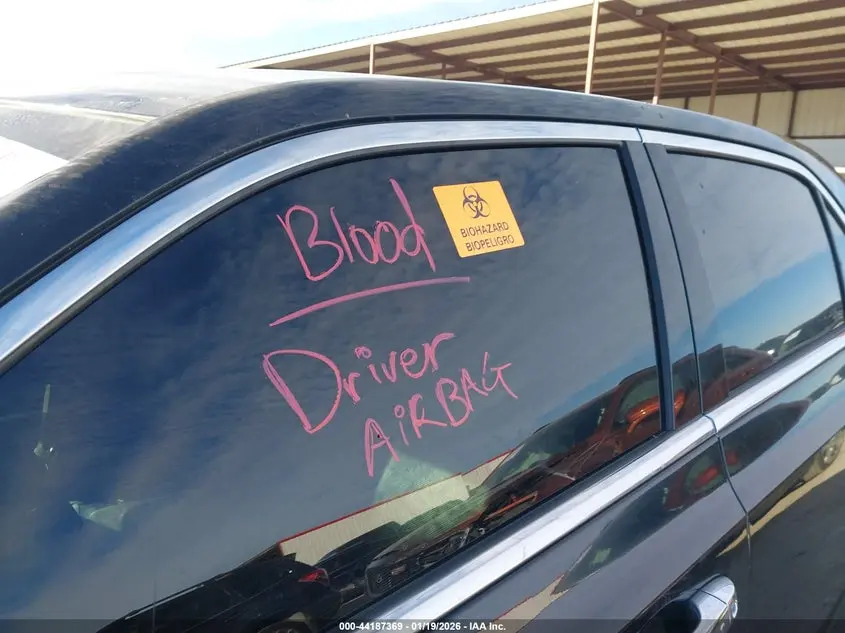 Blood
BIOHAZARD
BIOPELIGRO
Driver
AiRBAG
000-44187369 - 01/19/2026 - IAA Inc.